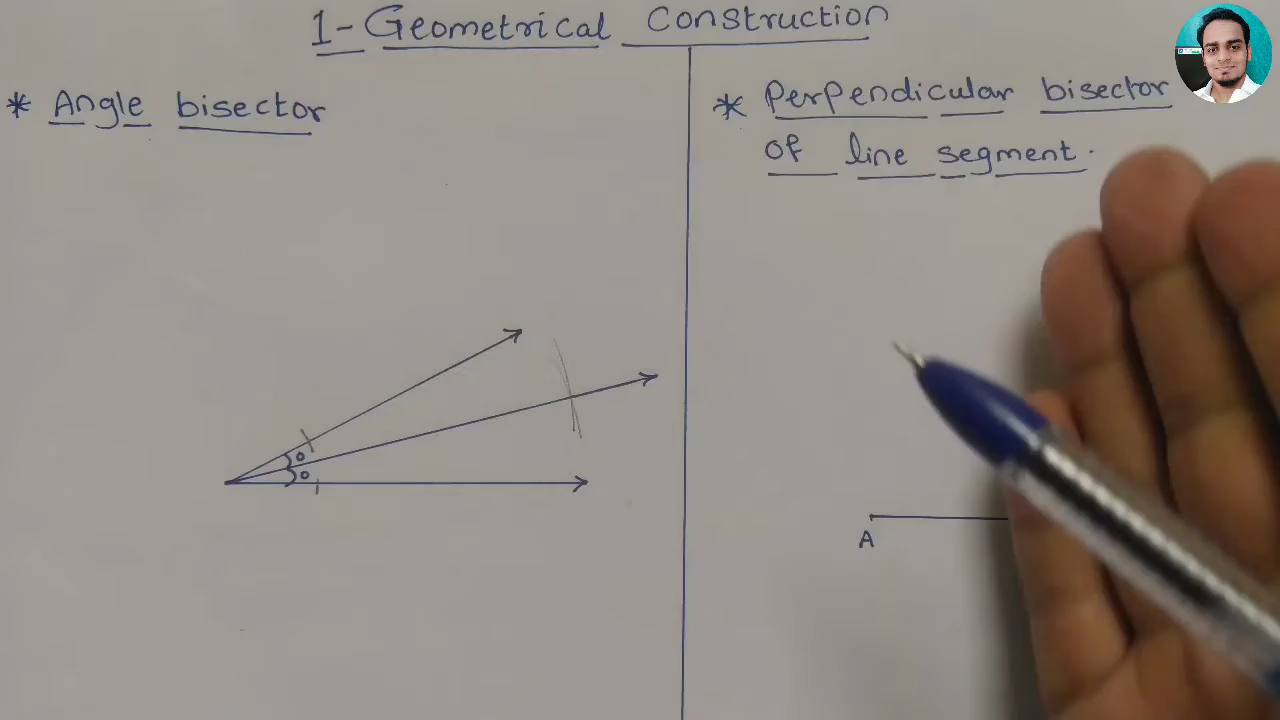 1- Geometrical Construction
* Angle bisector
* Perpendicular bisector
of line segment.
A